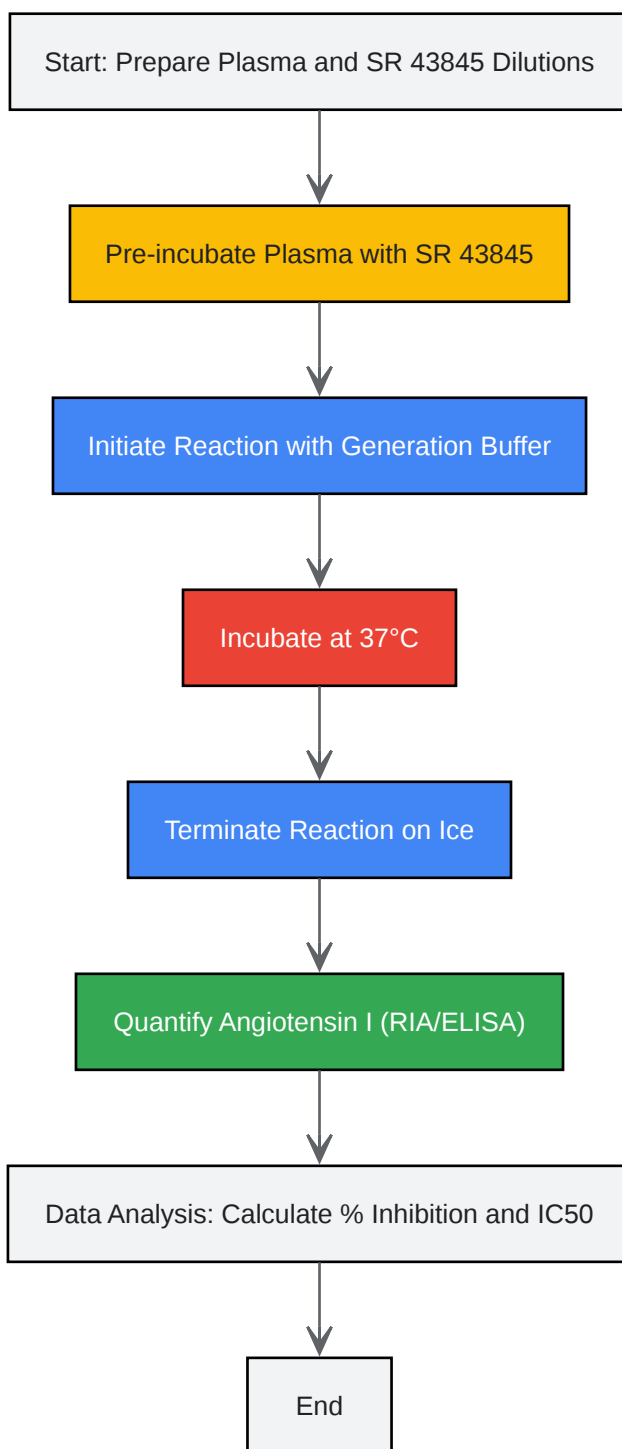 Start: Prepare Plasma and SR 43845 Dilutions
Pre-incubate Plasma with SR 43845
Initiate Reaction with Generation Buffer
Incubate at 37°C
Terminate Reaction on Ice
Quantify Angiotensin I (RIA/ELISA)
Data Analysis: Calculate % Inhibition and IC50
End